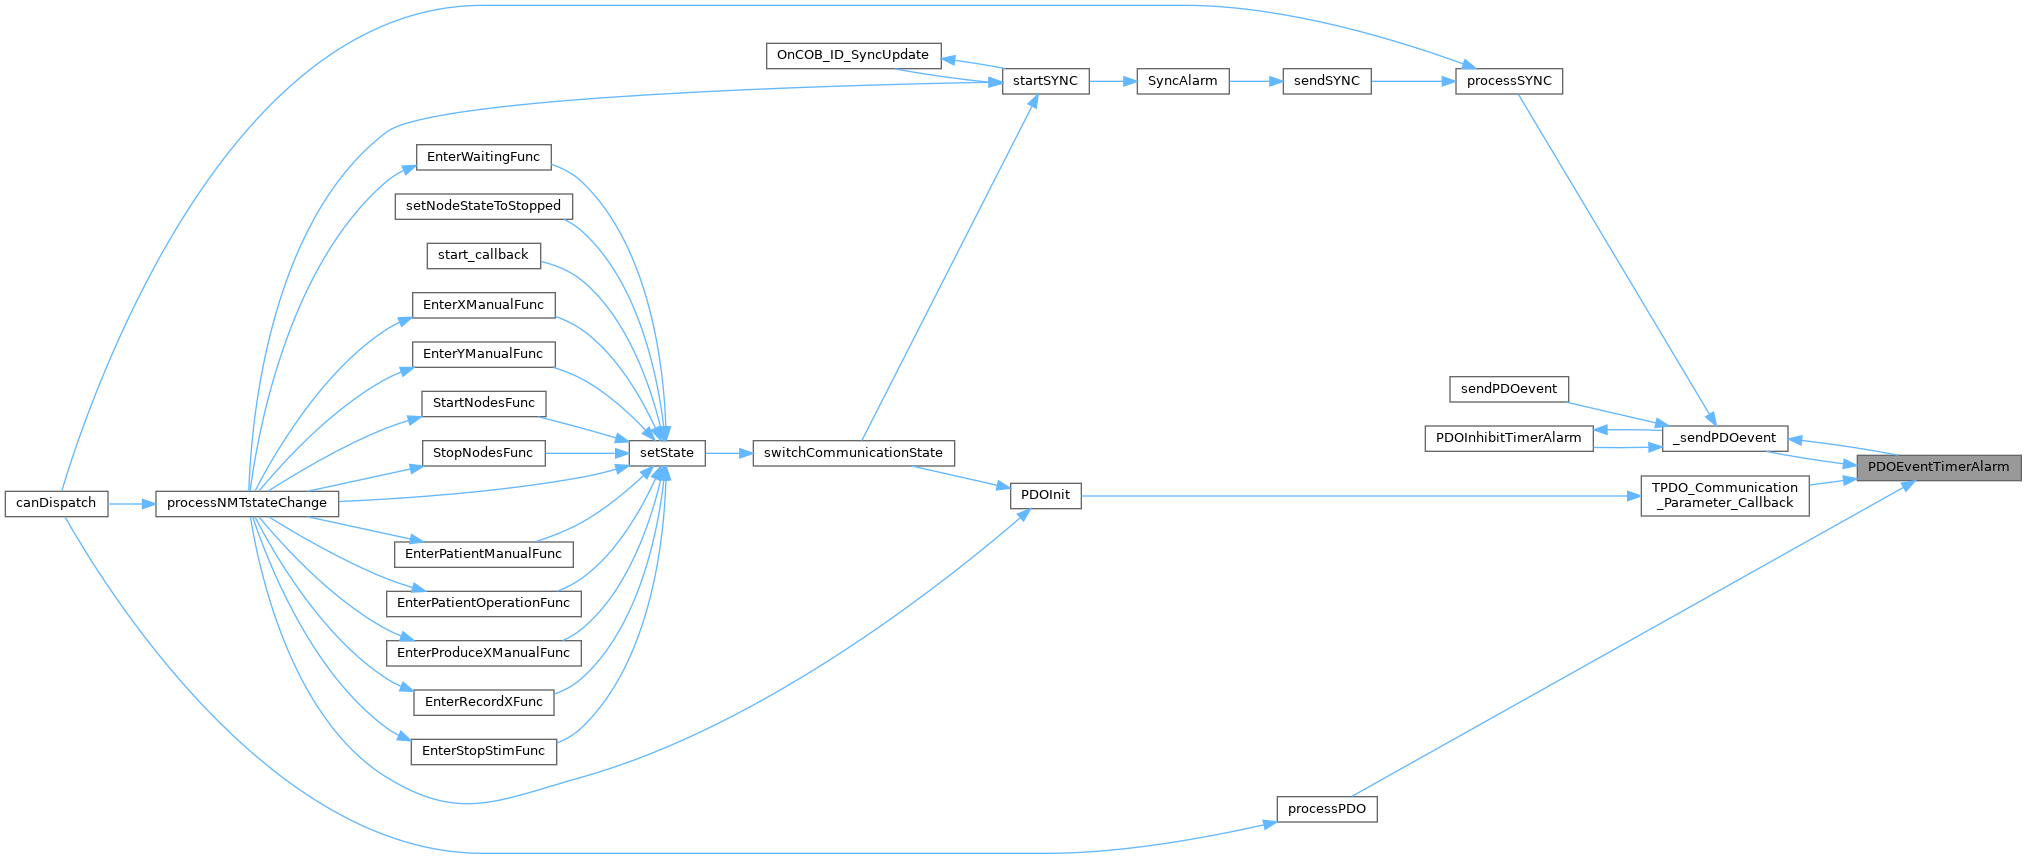 OnCOB_ID_SyncUpdate
startSYNC
SyncAlarm
sendSYNC
processSYNC
EnterWaitingFunc
setNodeStateToStopped
start_callback
EnterXManualFunc
EnterYManualFunc
sendPDOevent
StartNodesFunc
PDOInhibitTimerAlarm
_sendPDOevent
StopNodesFunc
setState
switchCommunicationState
PDOEventTimerAlarm
canDispatch
processNMTstateChange
PDOInit
TPDO_Communication
_Parameter_Callback
EnterPatientManualFunc
EnterPatientOperationFunc
EnterProduceXManualFunc
EnterRecordXFunc
EnterStopStimFunc
processPDO